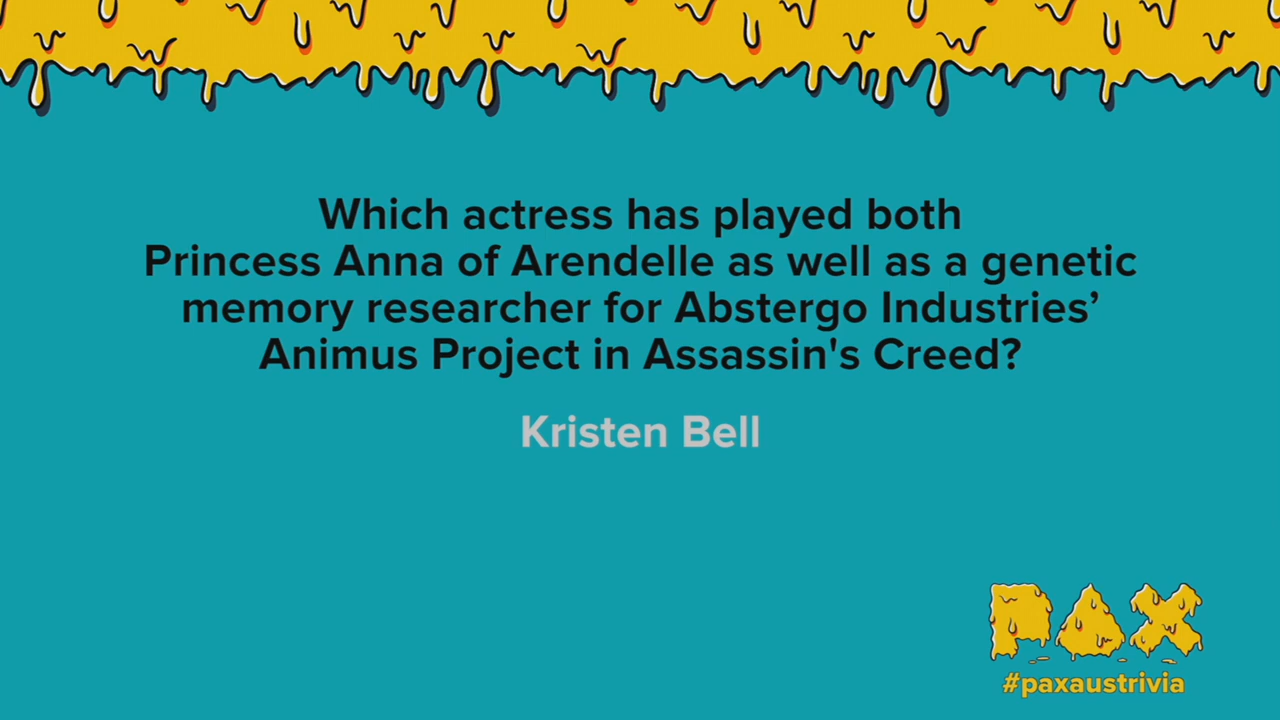 Which actress has played both
Princess Anna of Arendelle as well as a genetic
memory researcher for Abstergo Industries’
Animus Project in Assassin's Creed?
Kristen Bell
PAX
#paxaustrivia